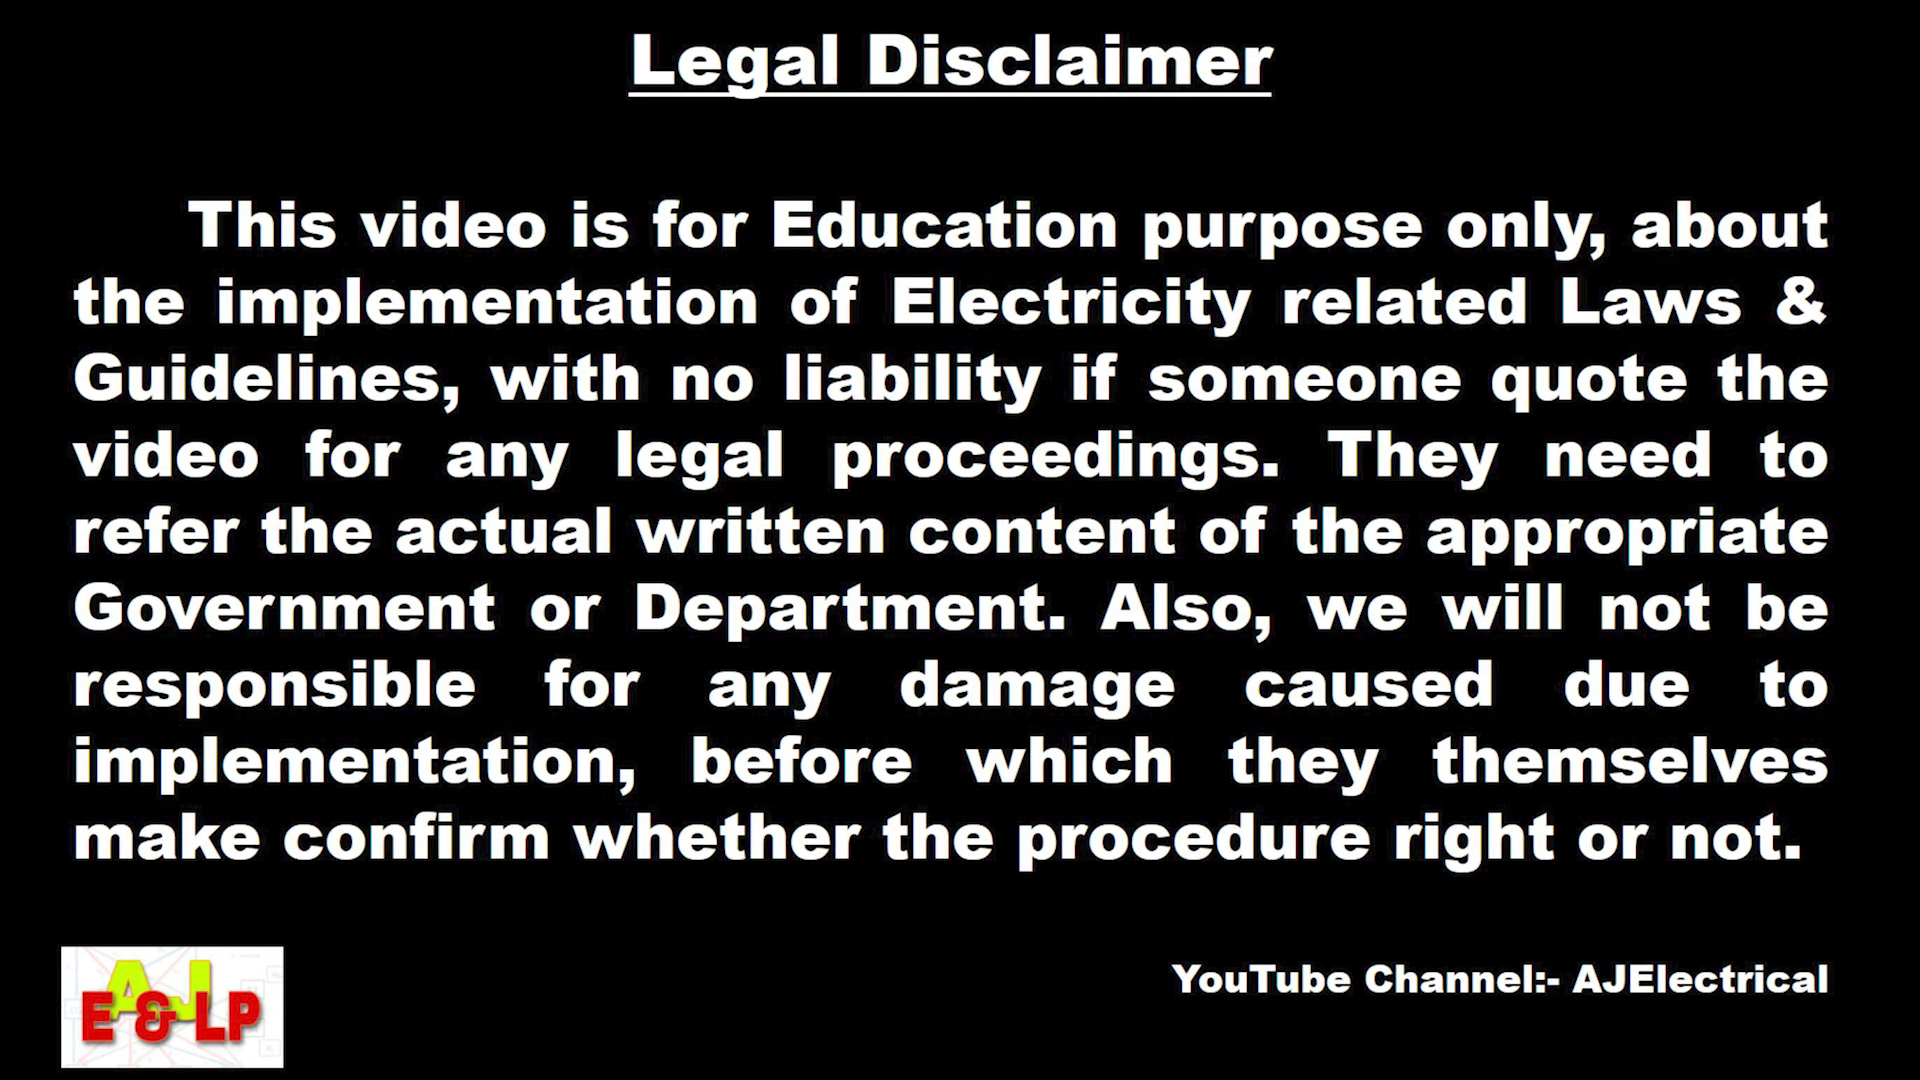 Legal Disclaimer
This video is for Education purpose only, about
the implementation of Electricity related Laws &
Guidelines, with no liability if someone quote the
video for any legal proceedings. They need to
refer the actual written content of the appropriate
Government or Department. Also, we will not be
responsible for any damage caused due to
implementation, before which they themselves
make confirm whether the procedure right or not.
YouTube Channel:- AJElectrical
AJ
E & LP